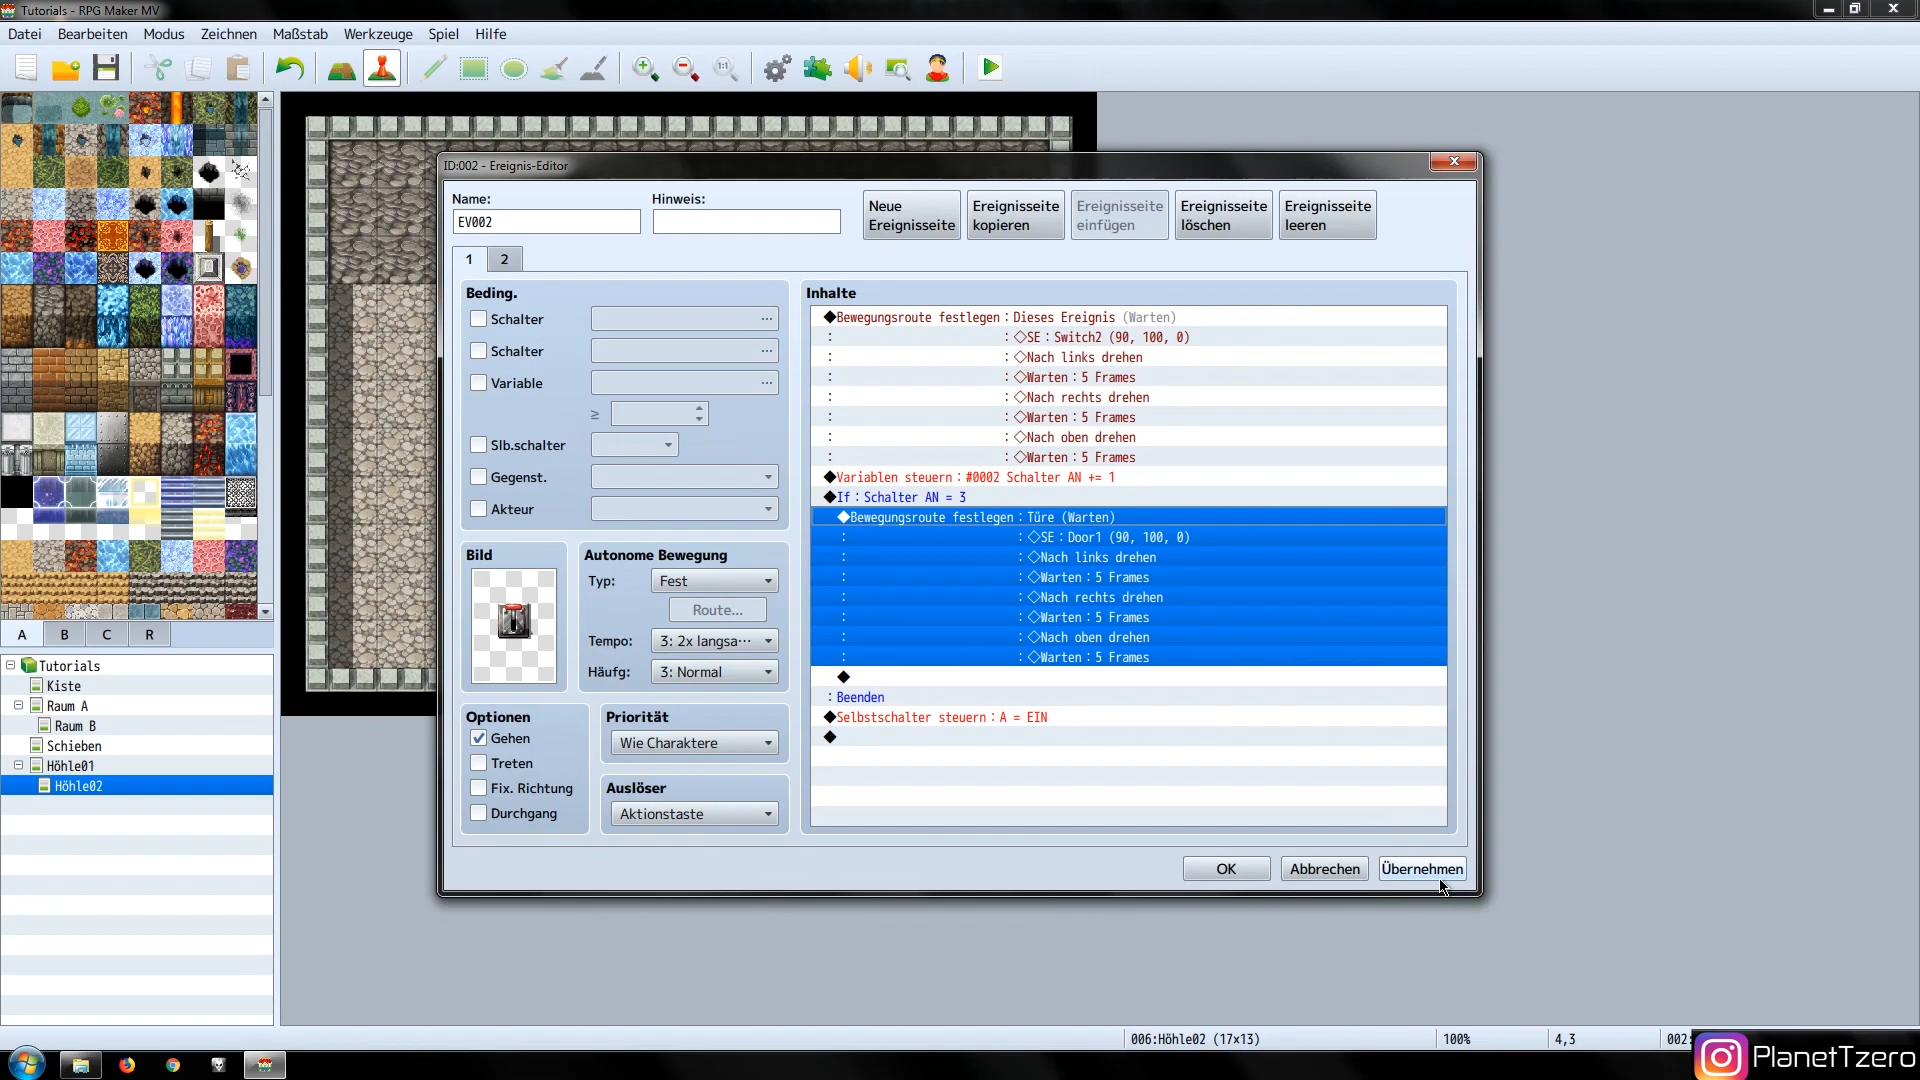 Tutorials - RPG Maker MV
Datei Bearbeiten Modus Zeichnen Maßstab Werkzeuge Spiel Hilfe
1:1
ID:002 - Ereignis-Editor
Name: Hinweis:
EV002
Neue Ereignisseite
Ereignisseite kopieren
Ereignisseite einfügen
Ereignisseite löschen
Ereignisseite leeren
1 2
Beding.
Schalter ...
Schalter ...
Variable ...
≥
Slb.schalter
Gegenst.
Akteur
Bild
Autonome Bewegung
Typ: Fest
Route...
Tempo: 3: 2x langsa...
Häufg: 3: Normal
Optionen
Gehen
Treten
Fix. Richtung
Durchgang
Priorität
Wie Charaktere
Auslöser
Aktionstaste
Inhalte
◆Bewegungsroute festlegen：Dieses Ereignis (Warten)
: ：◇SE：Switch2 (90, 100, 0)
: ：◇Nach links drehen
: ：◇Warten：5 Frames
: ：◇Nach rechts drehen
: ：◇Warten：5 Frames
: ：◇Nach oben drehen
: ：◇Warten：5 Frames
◆Variablen steuern：#0002 Schalter AN += 1
◆If：Schalter AN = 3
◆Bewegungsroute festlegen：Türe (Warten)
: ：◇SE：Door1 (90, 100, 0)
: ：◇Nach links drehen
: ：◇Warten：5 Frames
: ：◇Nach rechts drehen
: ：◇Warten：5 Frames
: ：◇Nach oben drehen
: ：◇Warten：5 Frames
◆
：Beenden
◆Selbstschalter steuern：A = EIN
◆
OK Abbrechen Übernehmen
A B C R
Tutorials
Kiste
Raum A
Raum B
Schieben
Höhle01
Höhle02
006:Höhle02 (17x13) 100% 4,3 002:
PlanetTzero